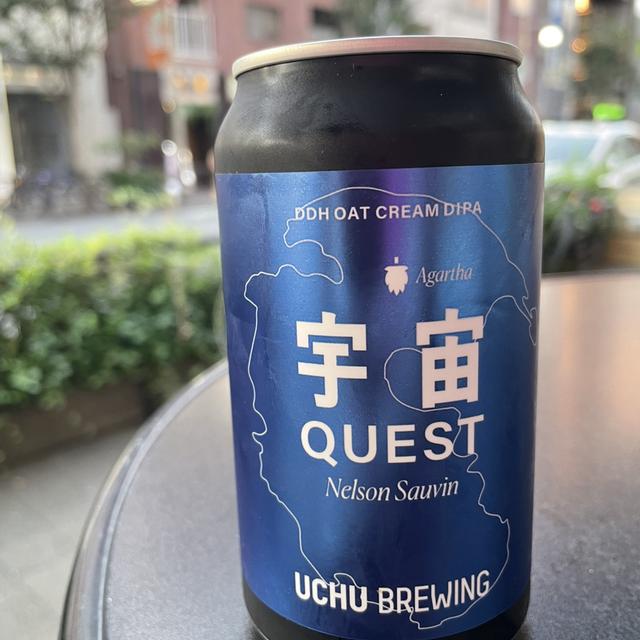 DDH OAT CREAM DIPA
Agartha
宇宙
QUEST
Nelson Sauvin
UCHU BREWING